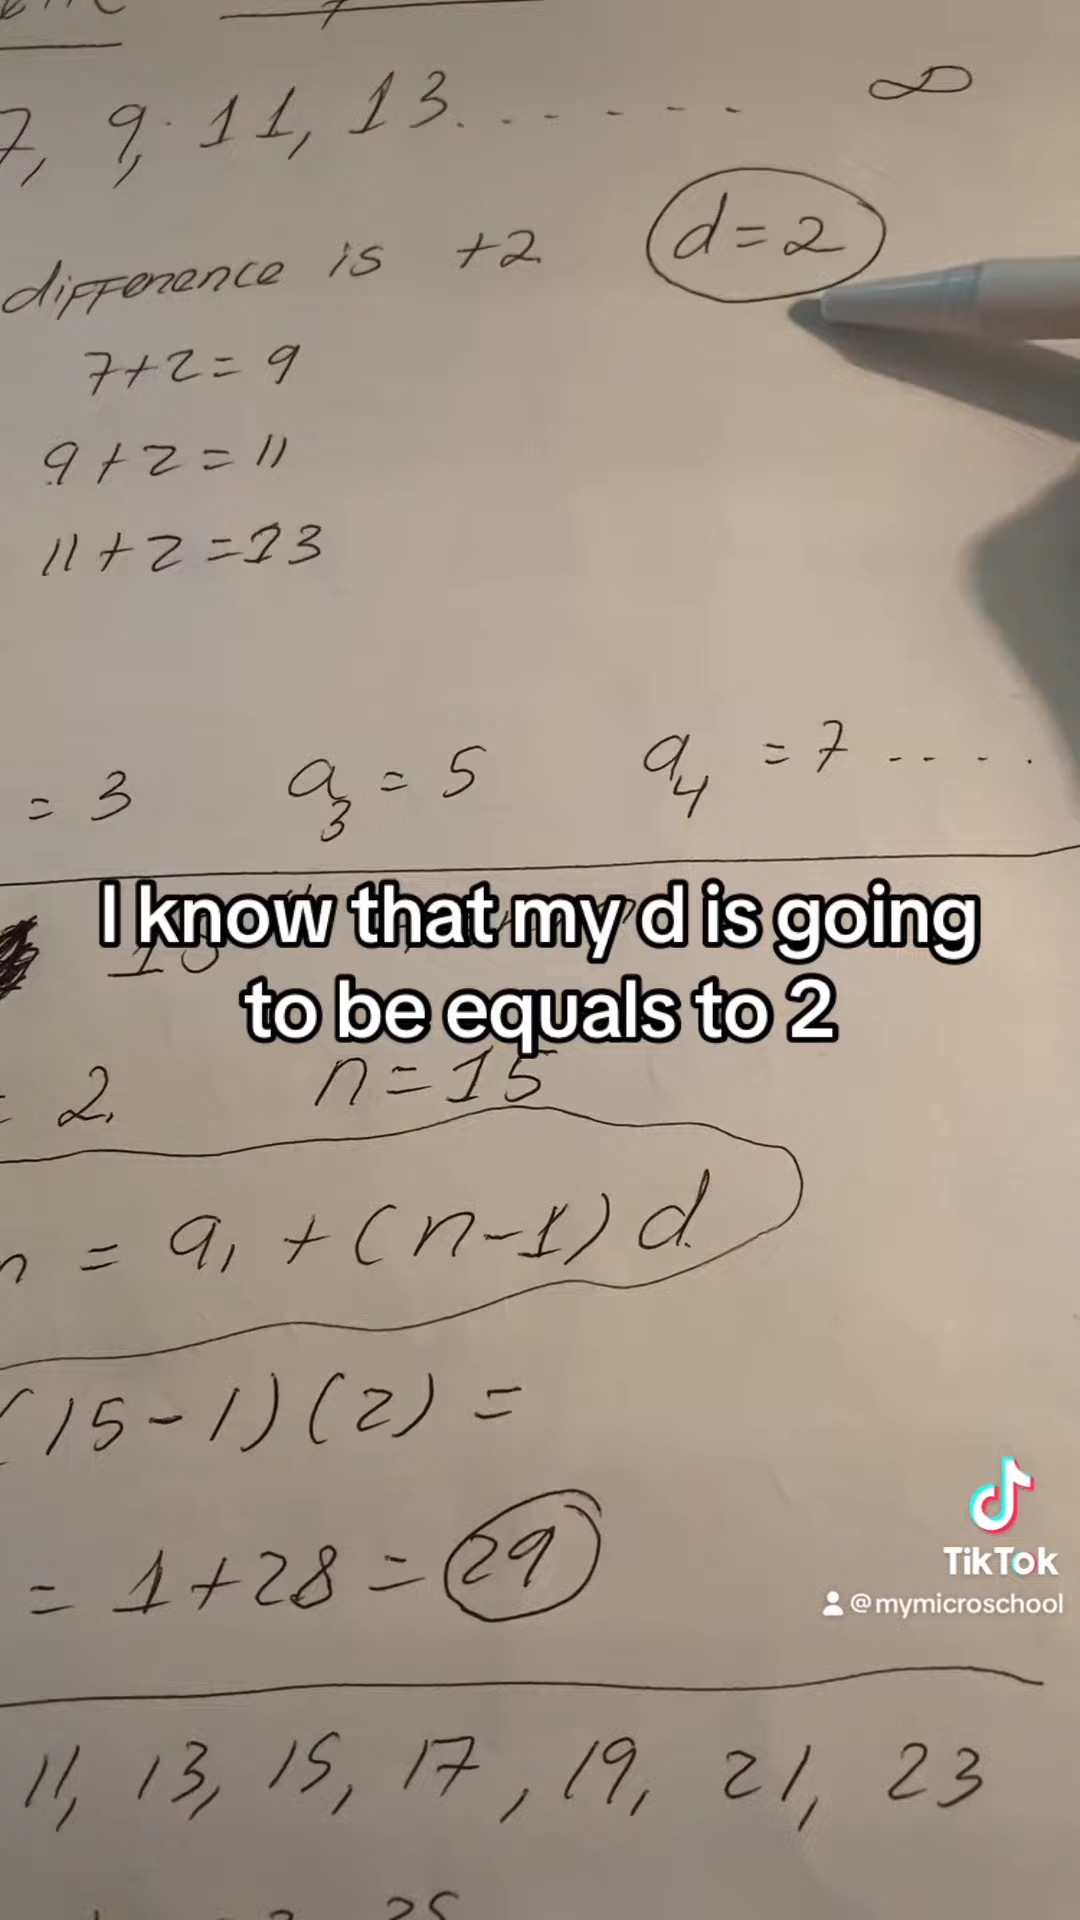 7, 9, 11, 13. . . . . . . ∞
difference is +2 d=2
7+2=9
9+2=11
11+2=13
= 3 a3 = 5 a4 = 7 . . . .
I know that my d is going
to be equals to 2
= 2, n=15
n = a1 + (n-1) d
(15-1)(2) =
= 1+28 = 29
TikTok
@mymicroschool
11, 13, 15, 17, 19, 21, 23
25